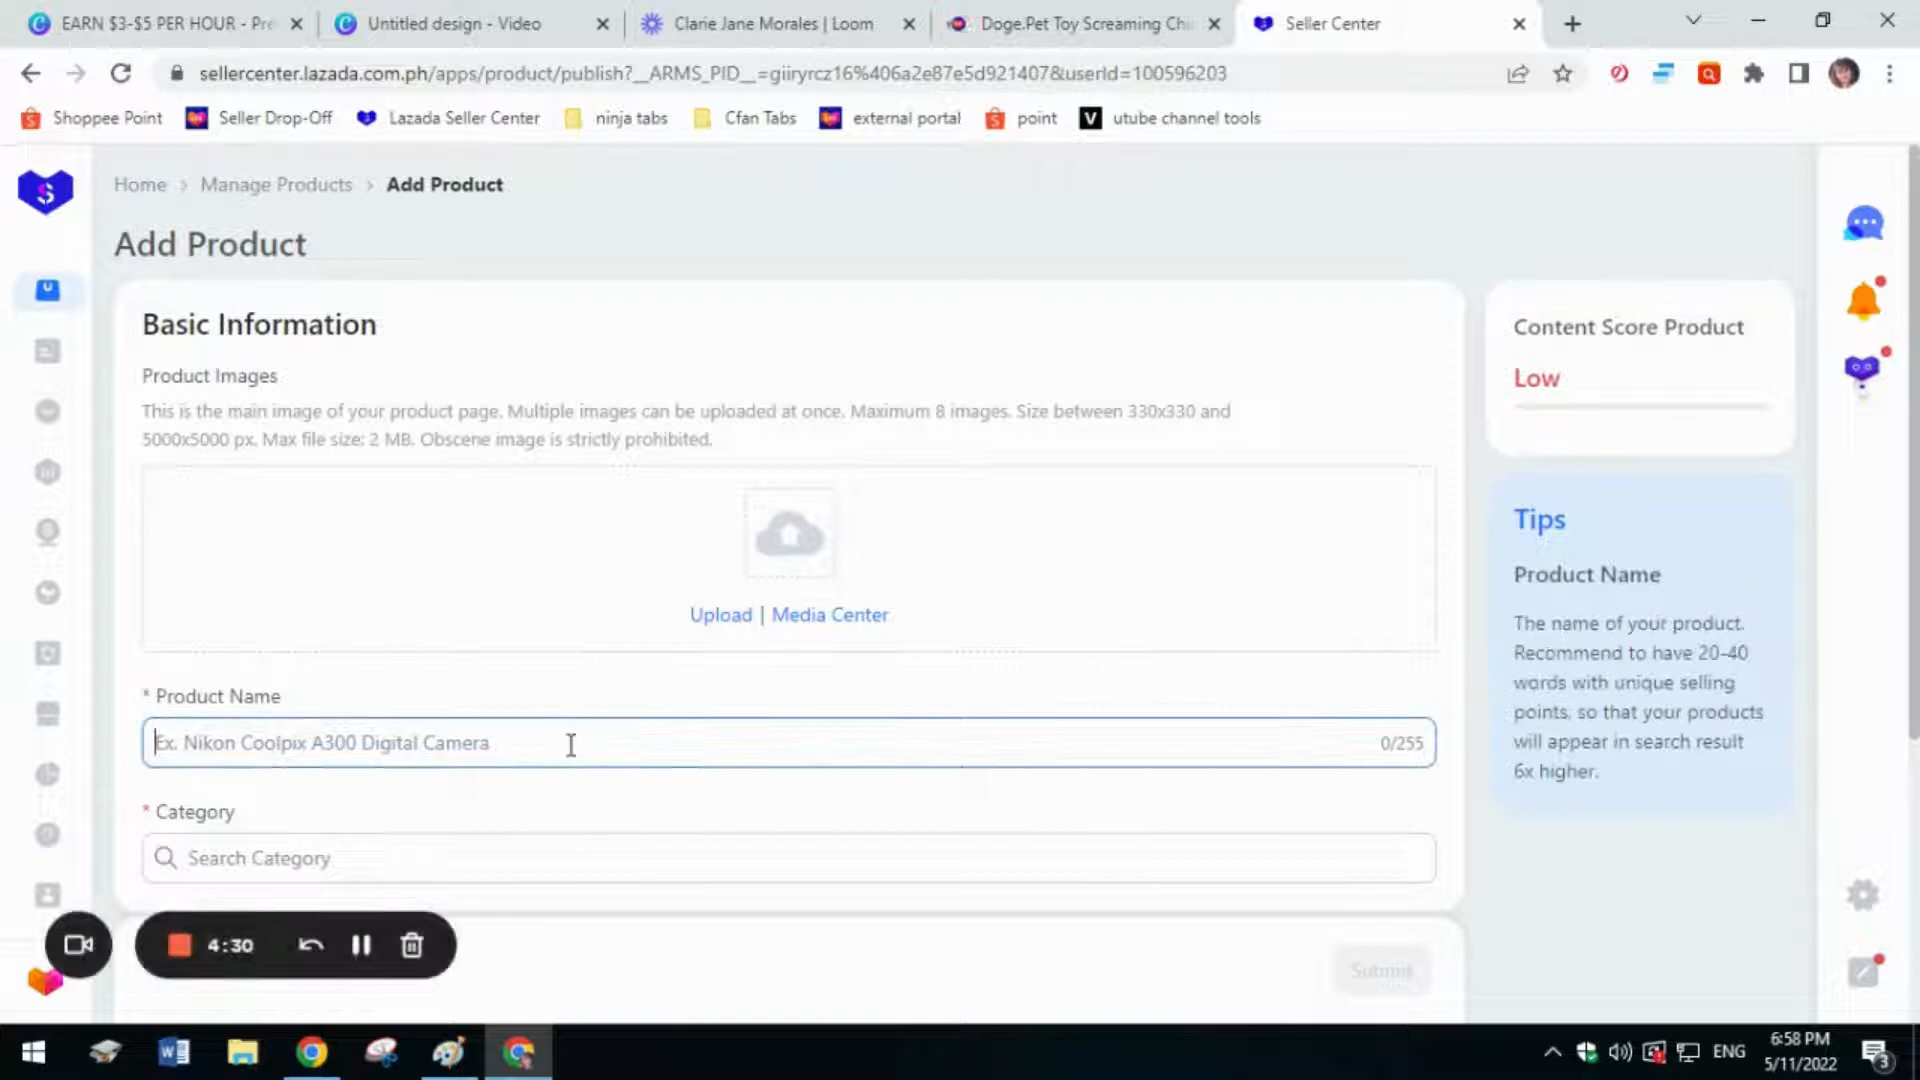 EARN $3-$5 PER HOUR - Pre
Untitled design - Video
Clarie Jane Morales | Loom
Doge.Pet Toy Screaming Chi
Seller Center
sellercenter.lazada.com.ph/apps/product/publish?__ARMS_PID__=giiryrcz16%406a2e87e5d921407&userId=100596203
Shoppee Point
Seller Drop-Off
Lazada Seller Center
ninja tabs
Cfan Tabs
external portal
point
utube channel tools
Home > Manage Products > Add Product
Add Product
Basic Information
Product Images
This is the main image of your product page. Multiple images can be uploaded at once. Maximum 8 images. Size between 330x330 and
5000x5000 px. Max file size: 2 MB. Obscene image is strictly prohibited.
Upload | Media Center
* Product Name
Ex. Nikon Coolpix A300 Digital Camera
0/255
* Category
Search Category
Submit
4:30
Content Score Product
Low
Tips
Product Name
The name of your product.
Recommend to have 20-40
words with unique selling
points, so that your products
will appear in search result
6x higher.
ENG
6:58 PM
5/11/2022
3